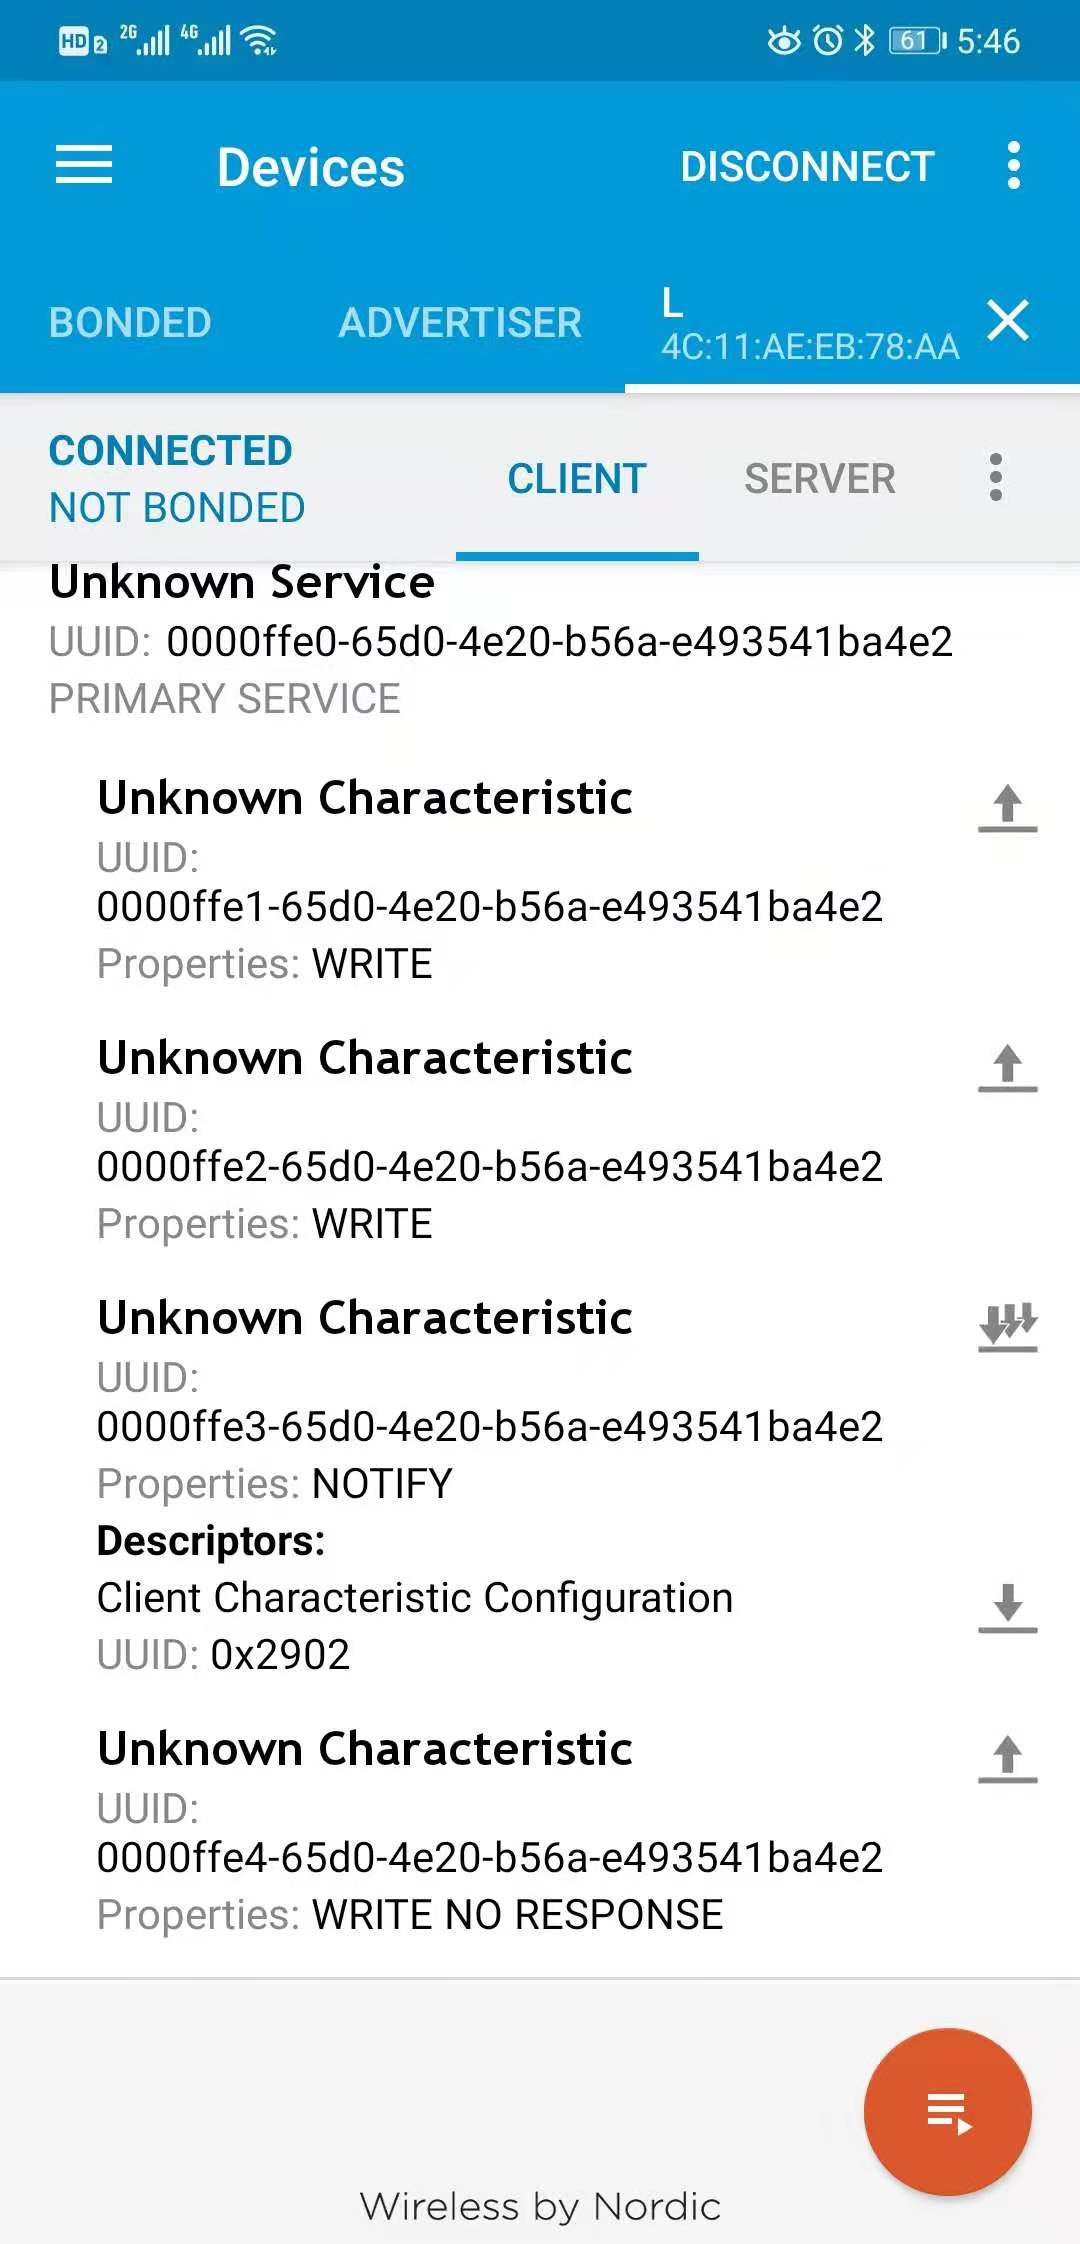 HD 2 2G 4G 61 5:46
Devices DISCONNECT
BONDED ADVERTISER L
4C:11:AE:EB:78:AA
CONNECTED
NOT BONDED
CLIENT SERVER
Unknown Service
UUID: 0000ffe0-65d0-4e20-b56a-e493541ba4e2
PRIMARY SERVICE
Unknown Characteristic
UUID:
0000ffe1-65d0-4e20-b56a-e493541ba4e2
Properties: WRITE
Unknown Characteristic
UUID:
0000ffe2-65d0-4e20-b56a-e493541ba4e2
Properties: WRITE
Unknown Characteristic
UUID:
0000ffe3-65d0-4e20-b56a-e493541ba4e2
Properties: NOTIFY
Descriptors:
Client Characteristic Configuration
UUID: 0x2902
Unknown Characteristic
UUID:
0000ffe4-65d0-4e20-b56a-e493541ba4e2
Properties: WRITE NO RESPONSE
Wireless by Nordic